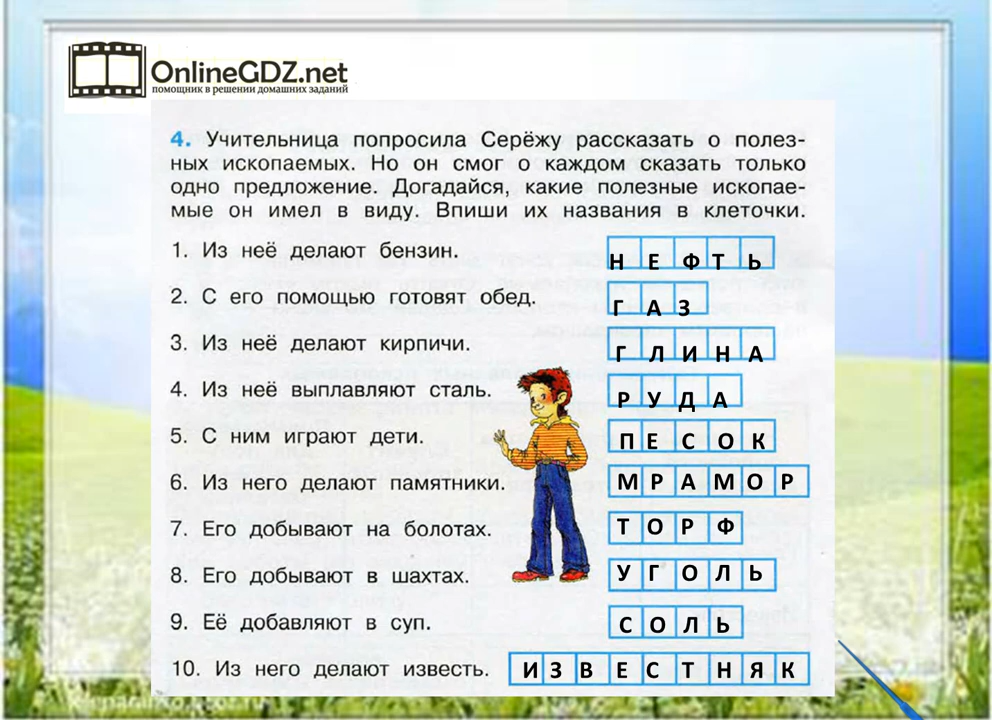 OnlineGDZ.net
помощник в решении домашних заданий
4. Учительница попросила Серёжу рассказать о полез-
ных ископаемых. Но он смог о каждом сказать только
одно предложение. Догадайся, какие полезные ископае-
мые он имел в виду. Впиши их названия в клеточки.
1. Из неё делают бензин. НЕФТЬ
2. С его помощью готовят обед. ГАЗ
3. Из неё делают кирпичи. ГЛИНА
4. Из неё выплавляют сталь. РУДА
5. С ним играют дети. ПЕСОК
6. Из него делают памятники. МРАМОР
7. Его добывают на болотах. ТОРФ
8. Его добывают в шахтах. УГОЛЬ
9. Её добавляют в суп. СОЛЬ
10. Из него делают известь. ИЗВЕСТНЯК